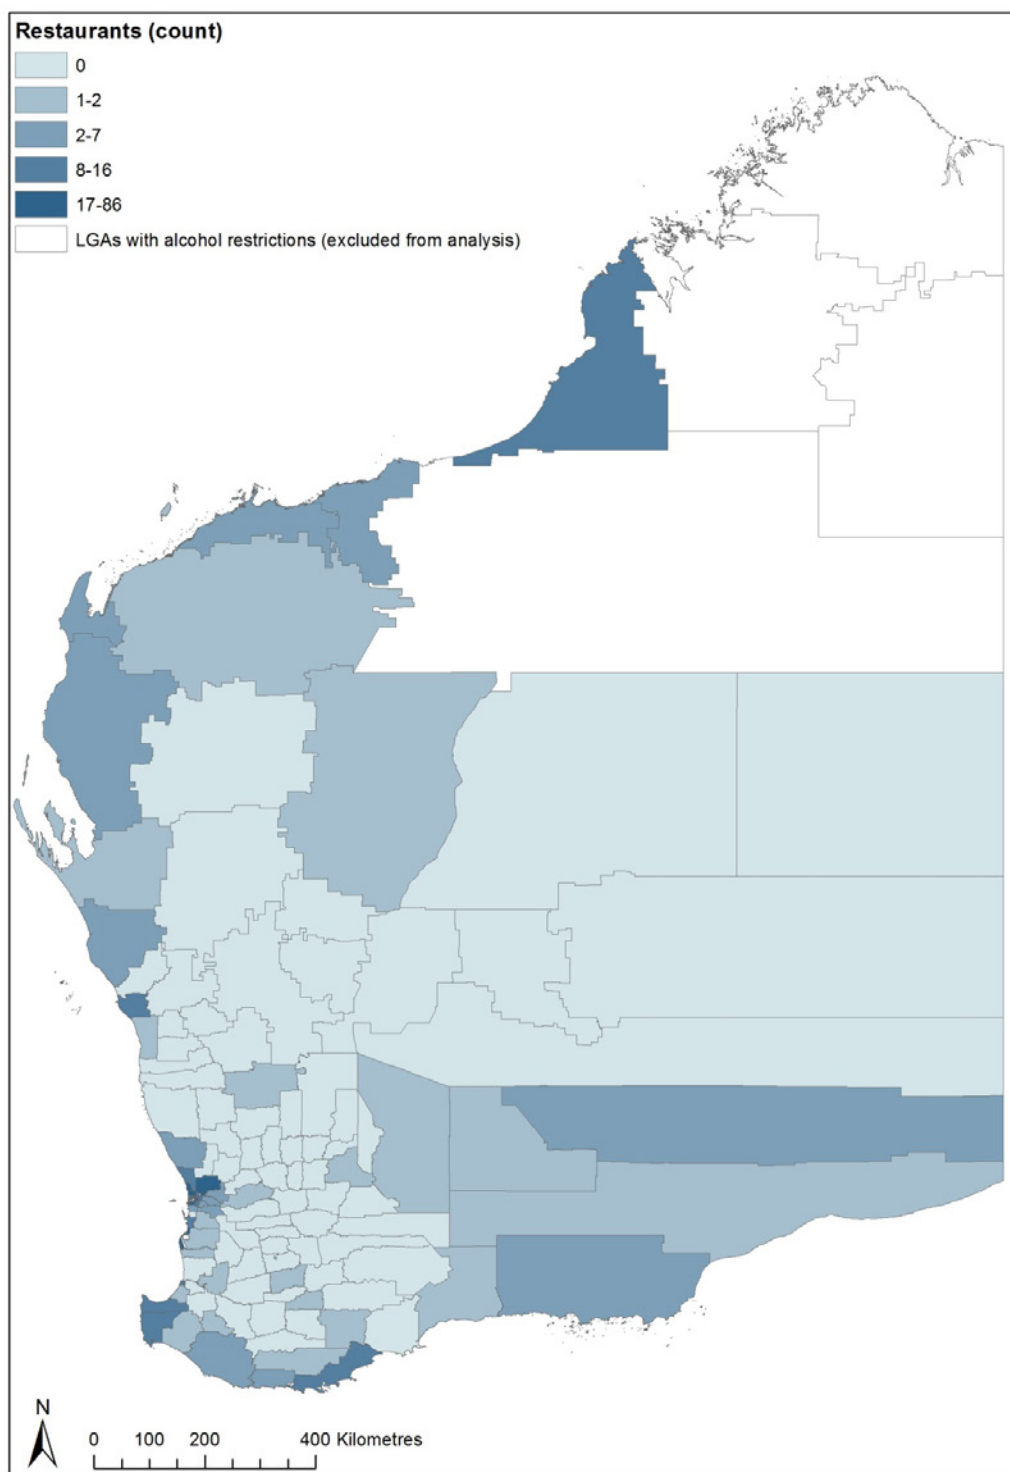 Restaurants (count)
0
1-2
2-7
8-16
17-86
LGAs with alcohol restrictions (excluded from analysis)
N
0 100 200 400 Kilometres